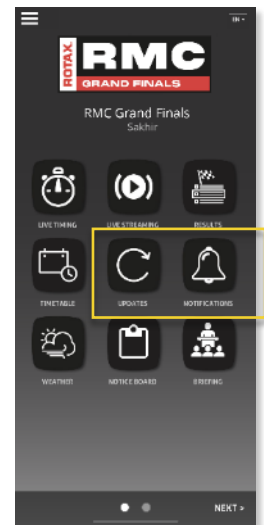 EN
ROTAX
RMC
GRAND FINALS
RMC Grand Finals
Sakhir
LIVE TIMING
LIVE STREAMING
RESULTS
TIMETABLE
UPDATES
NOTIFICATIONS
WEATHER
NOTICE BOARD
BRIEFING
NEXT >